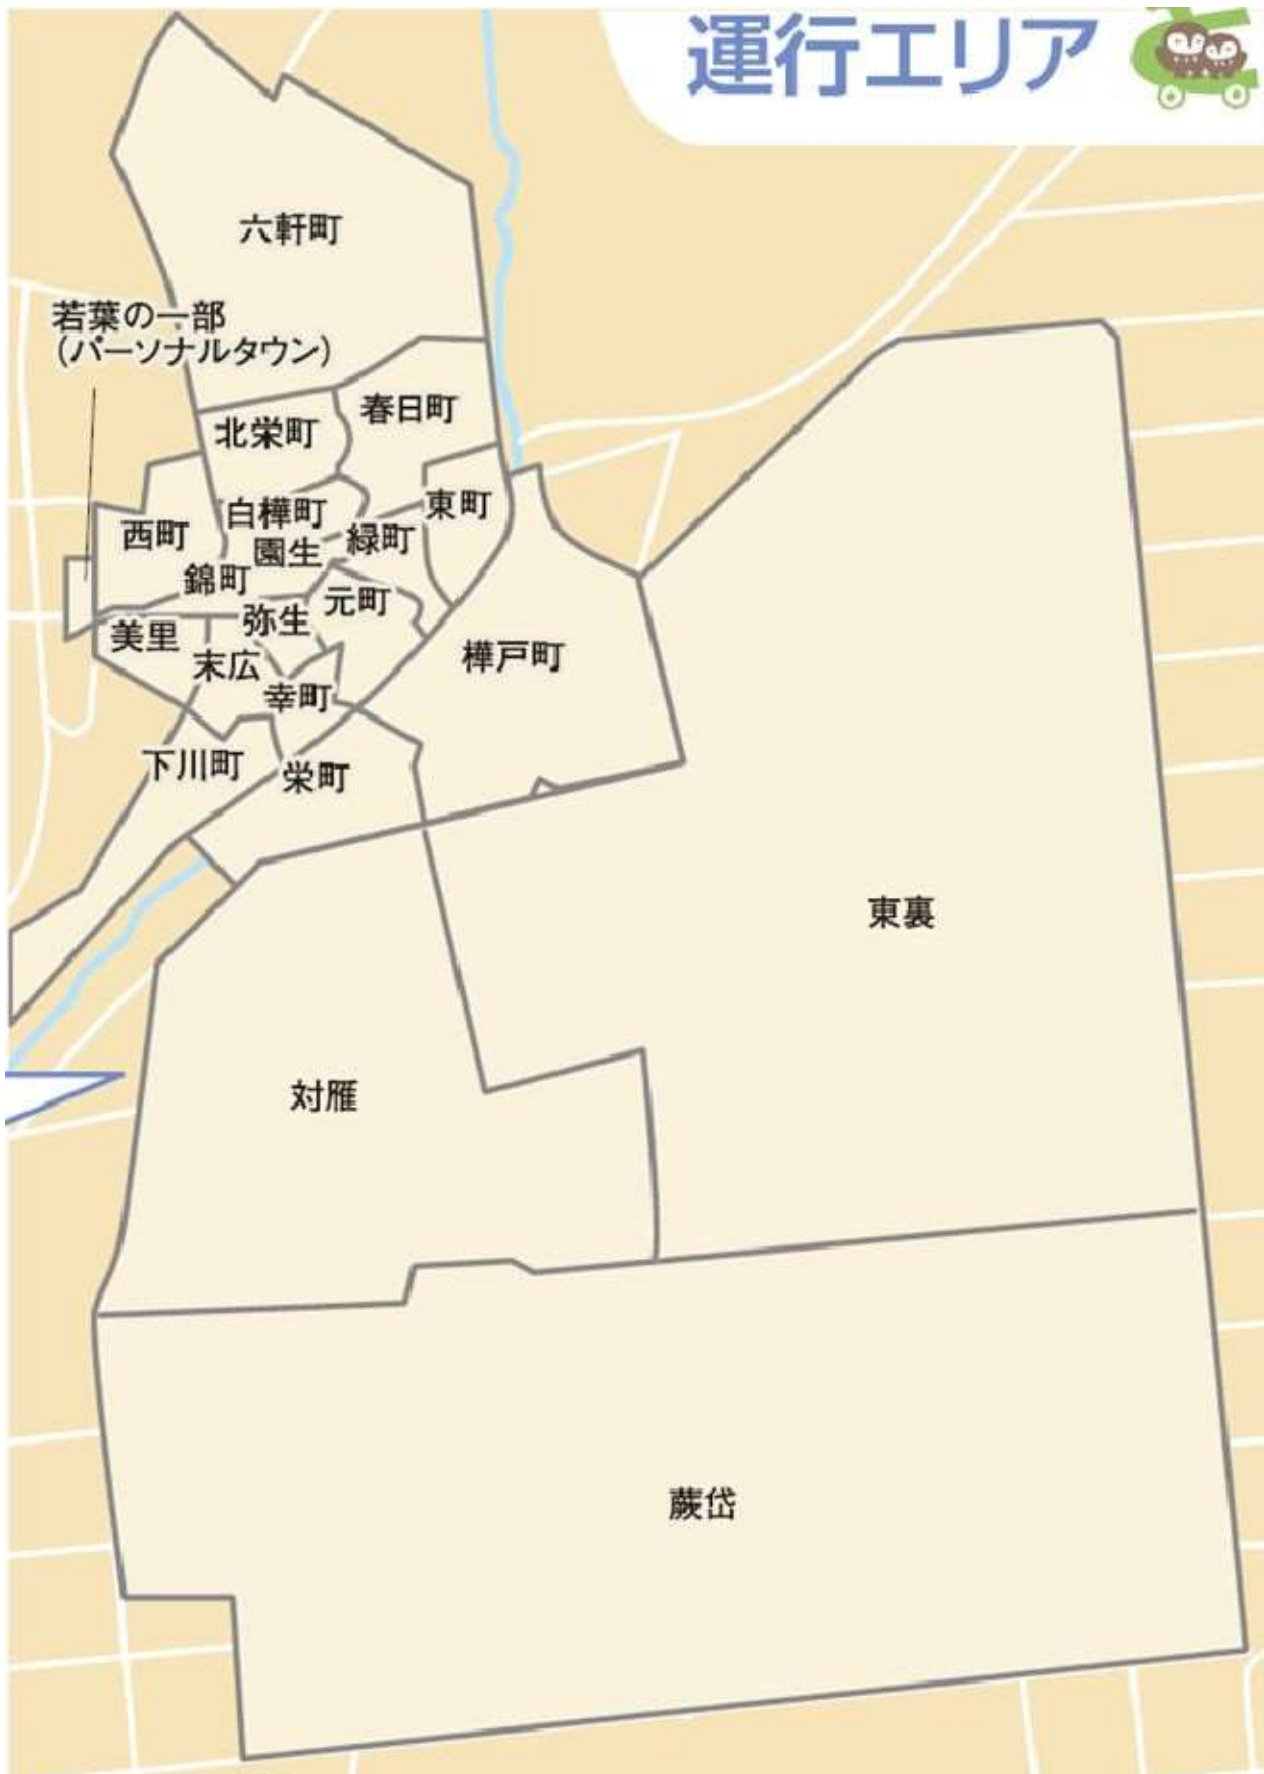 運行エリア
六軒町
若葉の一部
(パーソナルタウン)
春日町
北栄町
東町
白樺町
西町
緑町
園生
錦町
元町
弥生
美里
樺戸町
末広
幸町
下川町
栄町
東裏
対雁
蕨岱